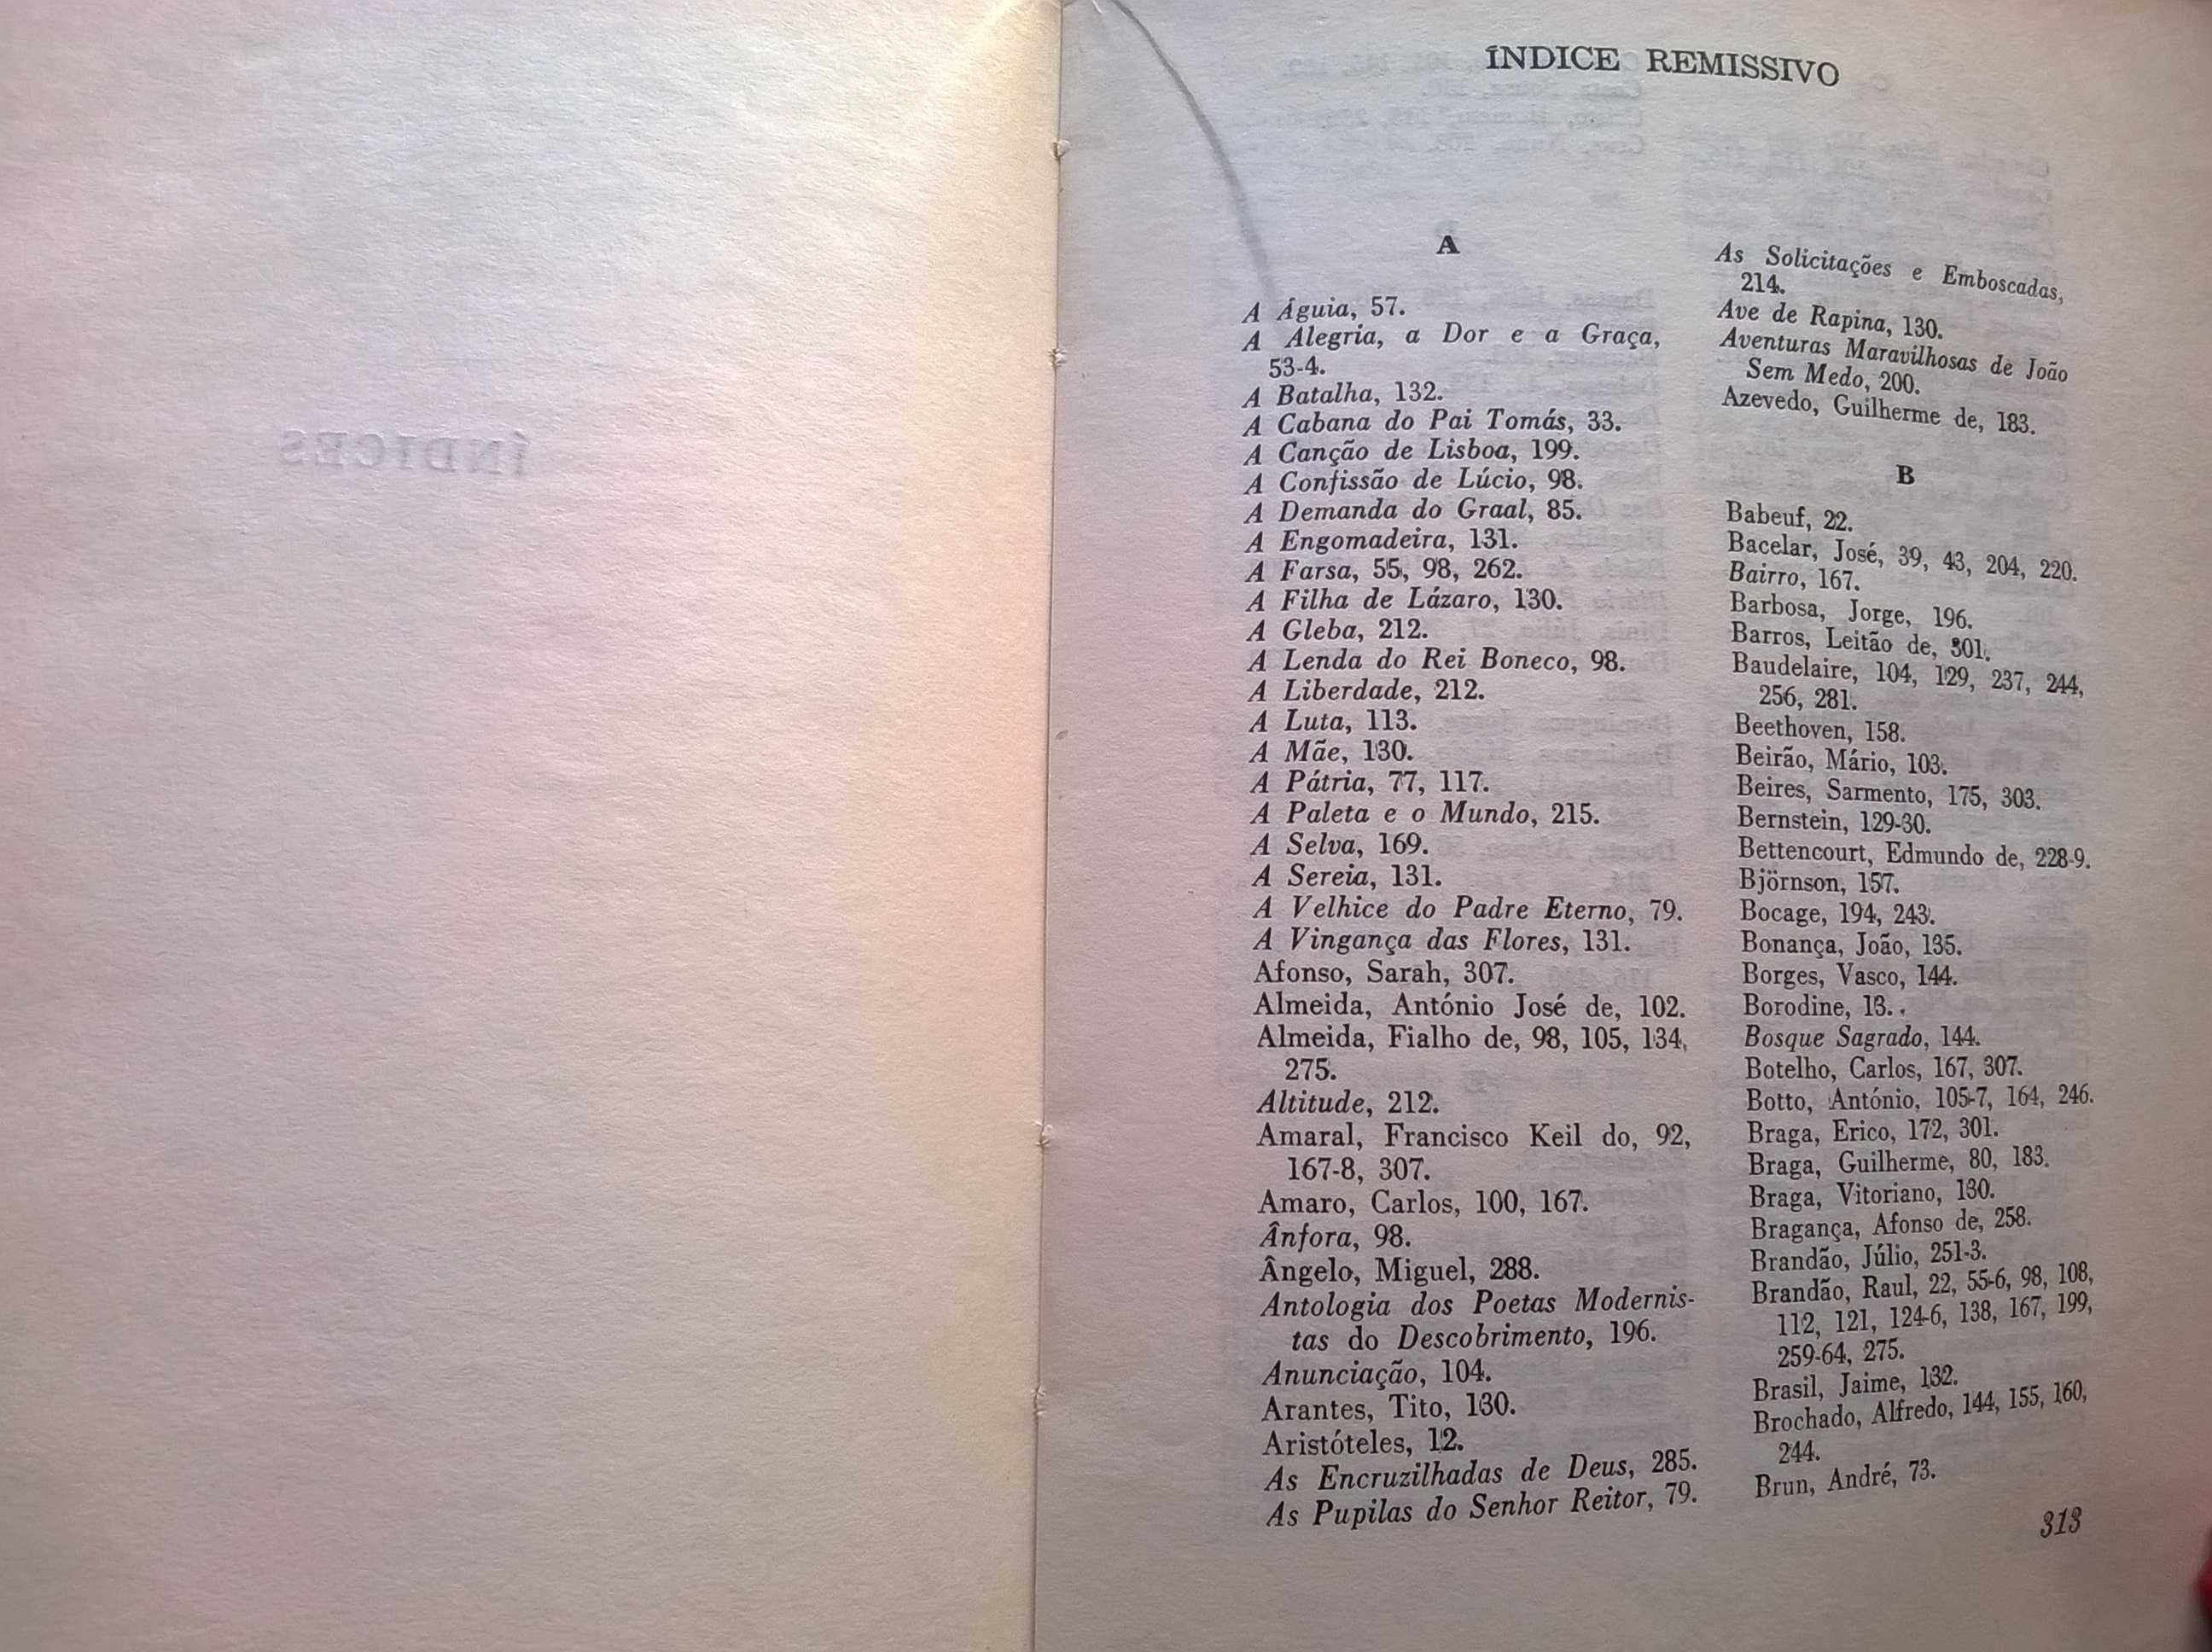 ÍNDICES
ÍNDICE REMISSIVO
A
A Águia, 57.
A Alegria, a Dor e a Graça,
53-4.
A Batalha, 132.
A Cabana do Pai Tomás, 33.
A Canção de Lisboa, 199.
A Confissão de Lúcio, 98.
A Demanda do Graal, 85.
A Engomadeira, 131.
A Farsa, 55, 98, 262.
A Filha de Lázaro, 130.
A Gleba, 212.
A Lenda do Rei Boneco, 98.
A Liberdade, 212.
A Luta, 113.
A Mãe, 130.
A Pátria, 77, 117.
A Paleta e o Mundo, 215.
A Selva, 169.
A Sereia, 131.
A Velhice do Padre Eterno, 79.
A Vingança das Flores, 131.
Afonso, Sarah, 307.
Almeida, António José de, 102.
Almeida, Fialho de, 98, 105, 134,
275.
Altitude, 212.
Amaral, Francisco Keil do, 92,
167-8, 307.
Amaro, Carlos, 100, 167.
Ânfora, 98.
Ângelo, Miguel, 288.
Antologia dos Poetas Modernis-
tas do Descobrimento, 196.
Anunciação, 104.
Arantes, Tito, 130.
Aristóteles, 12.
As Encruzilhadas de Deus, 285.
As Pupilas do Senhor Reitor, 79.
As Solicitações e Emboscadas,
214.
Ave de Rapina, 130.
Aventuras Maravilhosas de João
Sem Medo, 200.
Azevedo, Guilherme de, 183.
B
Babeuf, 22.
Bacelar, José, 39, 43, 204, 220.
Bairro, 167.
Barbosa, Jorge, 196.
Barros, Leitão de, 301.
Baudelaire, 104, 129, 237, 244,
256, 281.
Beethoven, 158.
Beirão, Mário, 103.
Beires, Sarmento, 175, 303.
Bernstein, 129-30.
Bettencourt, Edmundo de, 228-9.
Björnson, 157.
Bocage, 194, 243.
Bonança, João, 135.
Borges, Vasco, 144.
Borodine, 13.
Bosque Sagrado, 144.
Botelho, Carlos, 167, 307.
Botto, António, 105-7, 164, 246.
Braga, Erico, 172, 301.
Braga, Guilherme, 80, 183.
Braga, Vitoriano, 130.
Bragança, Afonso de, 258.
Brandão, Júlio, 251-3.
Brandão, Raul, 22, 55-6, 98, 108,
112, 121, 124-6, 138, 167, 199,
259-64, 275.
Brasil, Jaime, 132.
Brochado, Alfredo, 144, 155, 160,
244.
Brun, André, 73.
313